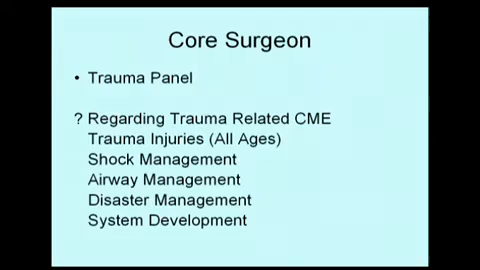 Core Surgeon
• Trauma Panel
? Regarding Trauma Related CME
Trauma Injuries (All Ages)
Shock Management
Airway Management
Disaster Management
System Development